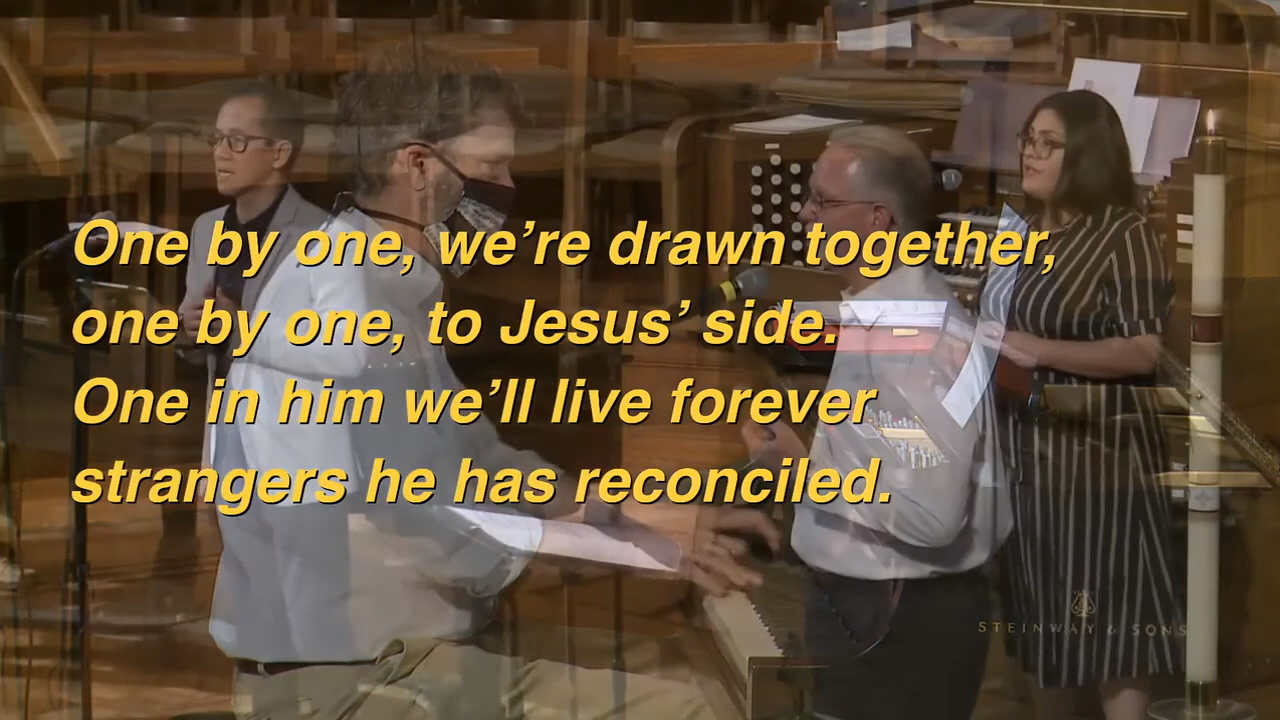 One by one, we’re drawn together,
one by one, to Jesus’ side.
One in him we’ll live forever
strangers he has reconciled.
STEINWAY & SONS